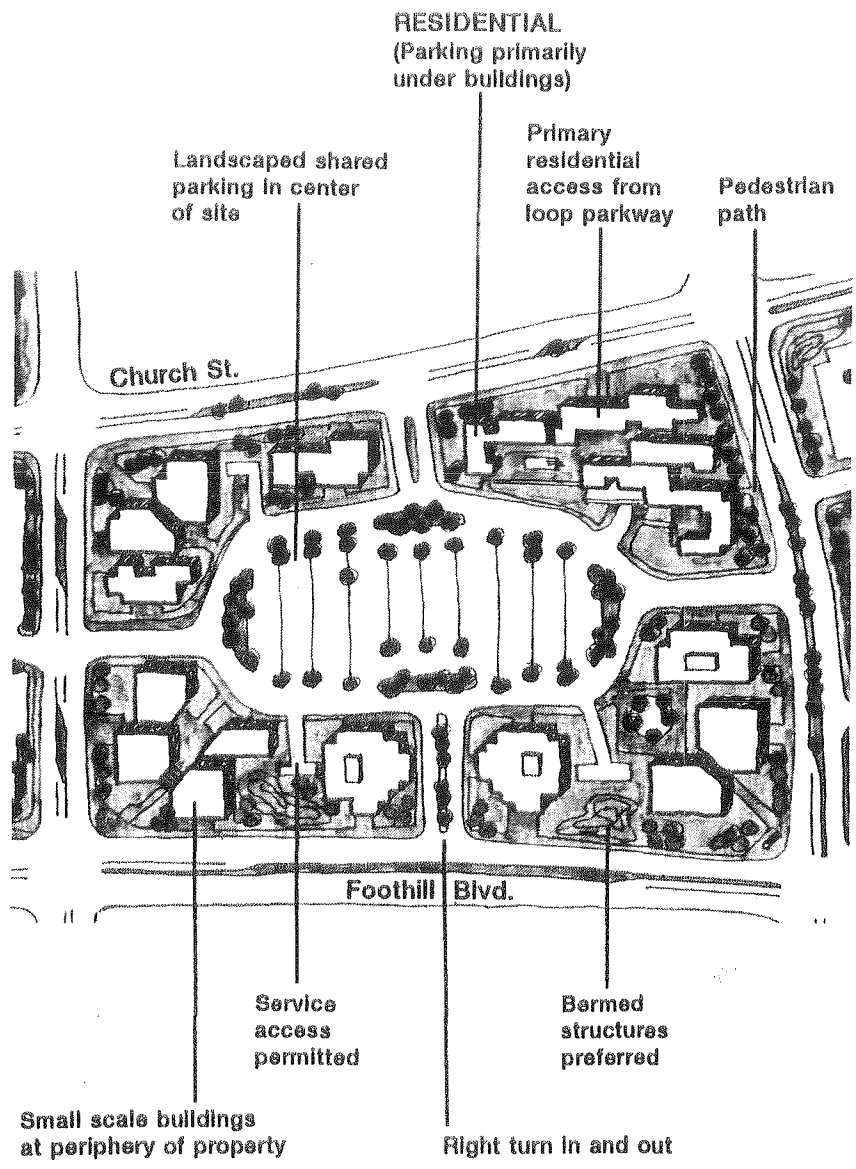 RESIDENTIAL
(Parking primarily
under buildings)
Landscaped shared
parking in center
of site
Primary
residential
access from
loop parkway
Pedestrian
path
Church St.
Foothill Blvd.
Service
access
permitted
Bermed
structures
preferred
Small scale buildings
at periphery of property
Right turn in and out